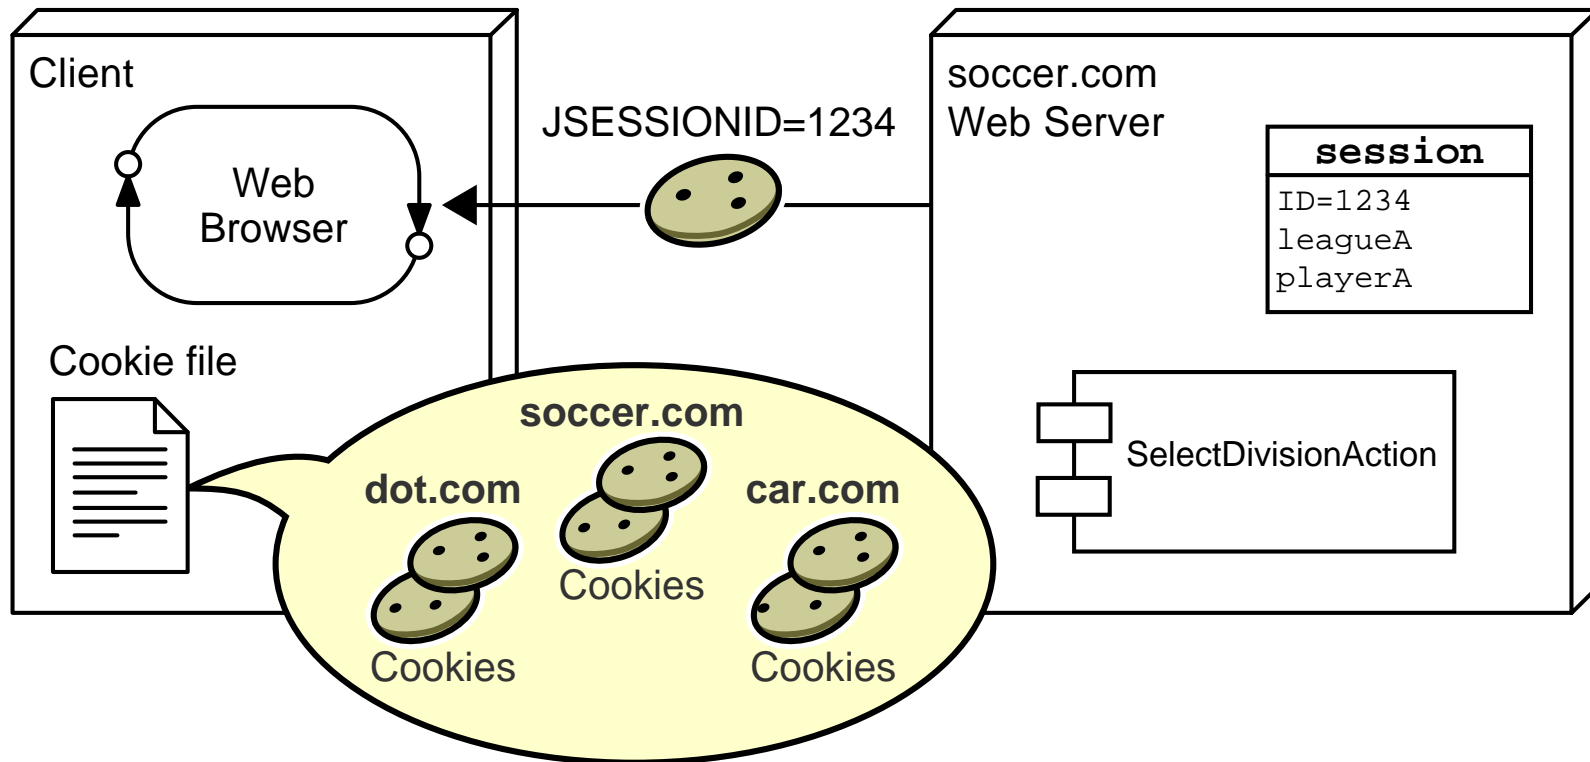 Client
Web
Browser
Cookie file
JSESSIONID=1234
soccer.com
Web Server
session
ID=1234
leagueA
playerA
SelectDivisionAction
soccer.com
Cookies
dot.com
Cookies
car.com
Cookies